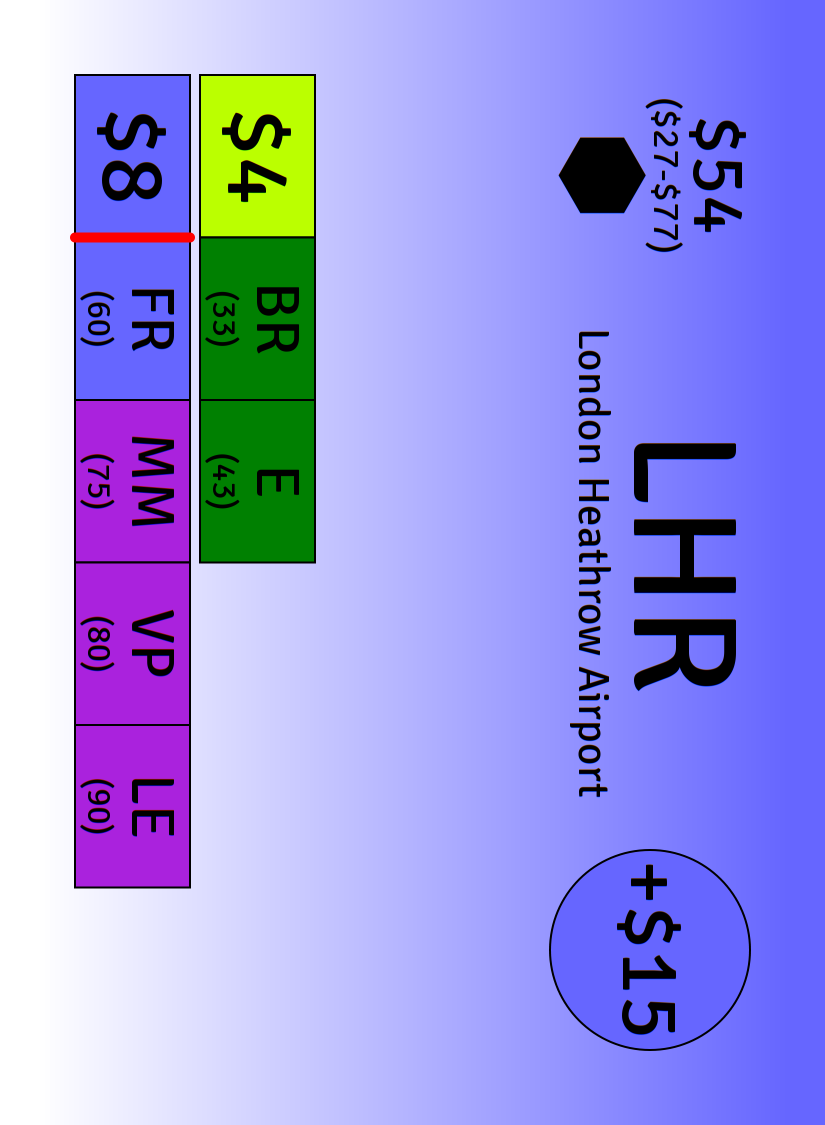 $54
($27-$77)
LHR
London Heathrow Airport
+$15
$4
BR
(33)
E
(43)
$8
FR
(60)
MM
(75)
VP
(80)
LE
(90)